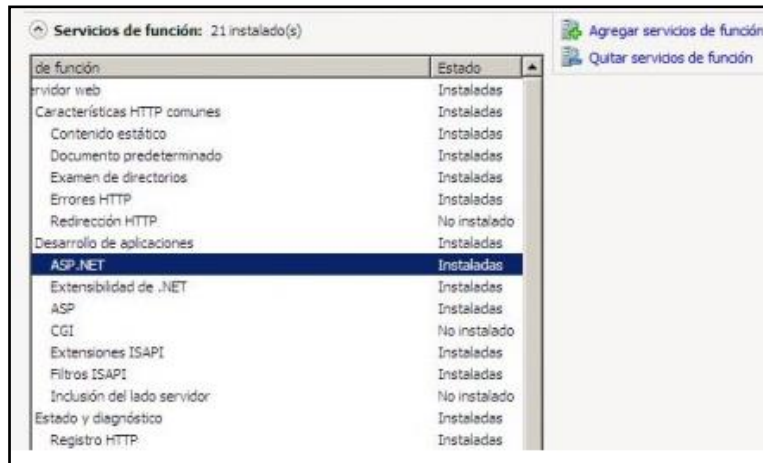 Servicios de función: 21 instalado(s)
Agregar servicios de función
Quitar servicios de función
de función Estado
rvidor web Instaladas
Características HTTP comunes Instaladas
Contenido estático Instaladas
Documento predeterminado Instaladas
Examen de directorios Instaladas
Errores HTTP Instaladas
Redirección HTTP No instalado
Desarrollo de aplicaciones Instaladas
ASP.NET Instaladas
Extensibilidad de .NET Instaladas
ASP Instaladas
CGI No instalado
Extensiones ISAPI Instaladas
Filtros ISAPI Instaladas
Inclusión del lado servidor No instalado
Estado y diagnóstico Instaladas
Registro HTTP Instaladas